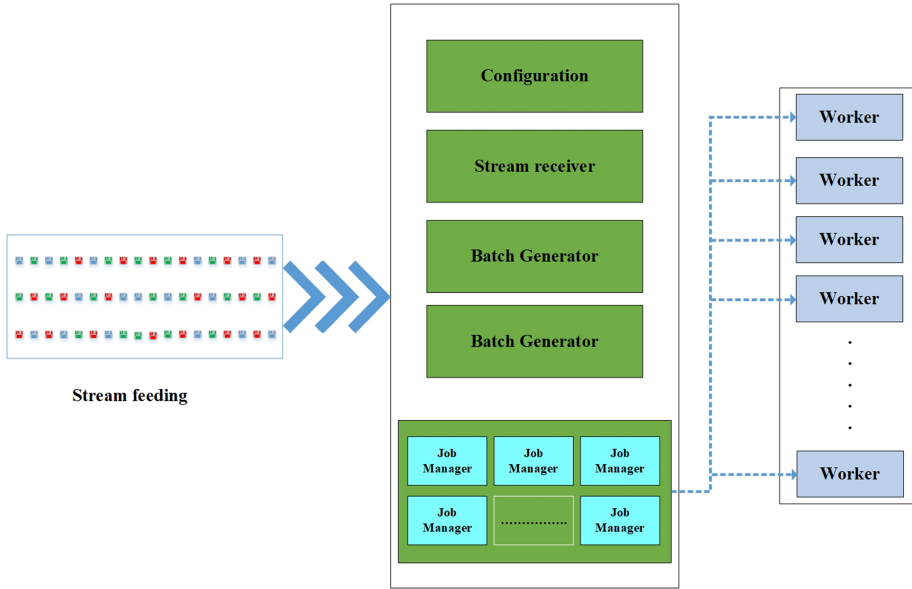 Stream feeding
Configuration
Stream receiver
Batch Generator
Batch Generator
Job
Manager
Job
Manager
Job
Manager
Job
Manager
................
Job
Manager
Worker
Worker
Worker
Worker
Worker